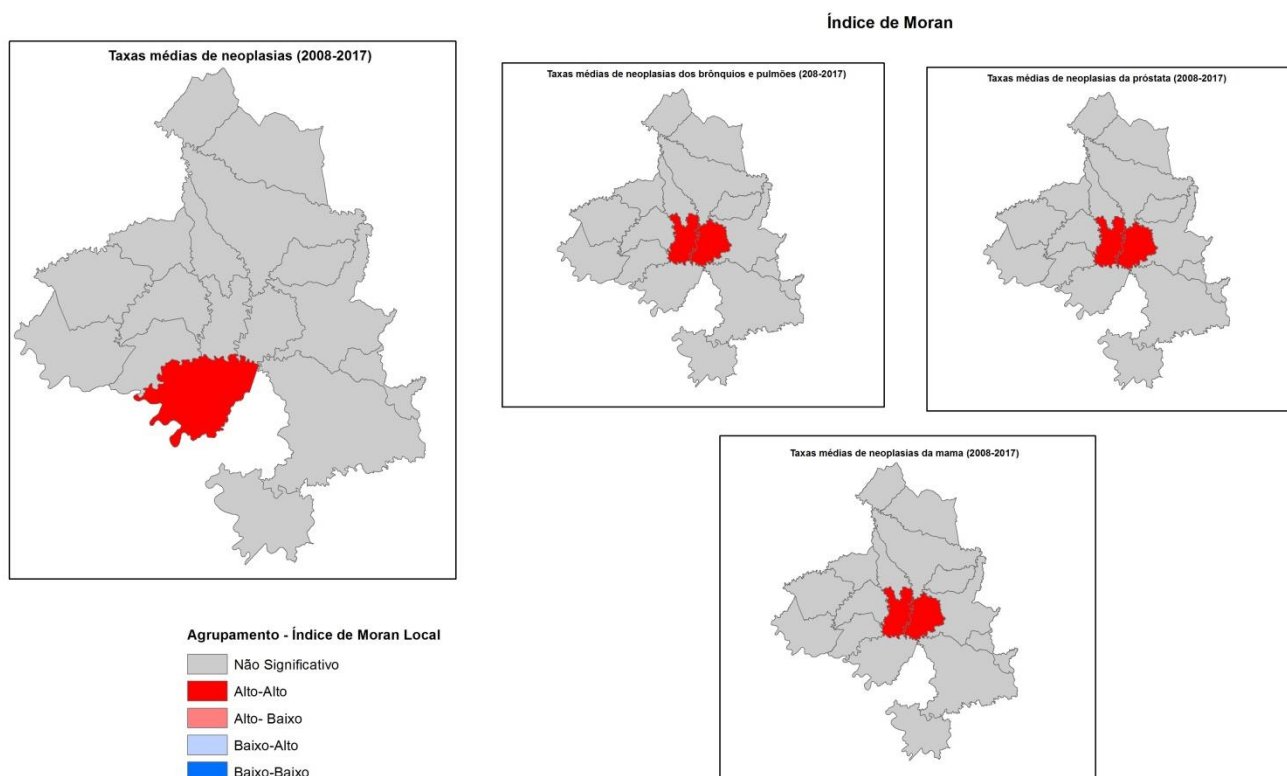 Índice de Moran
Taxas médias de neoplasias (2008-2017)
Taxas médias de neoplasias dos brônquios e pulmões (208-2017)
Taxas médias de neoplasias da próstata (2008-2017)
Taxas médias de neoplasias da mama (2008-2017)
Agrupamento - Índice de Moran Local
Não Significativo
Alto-Alto
Alto- Baixo
Baixo-Alto
Baixo-Baixo